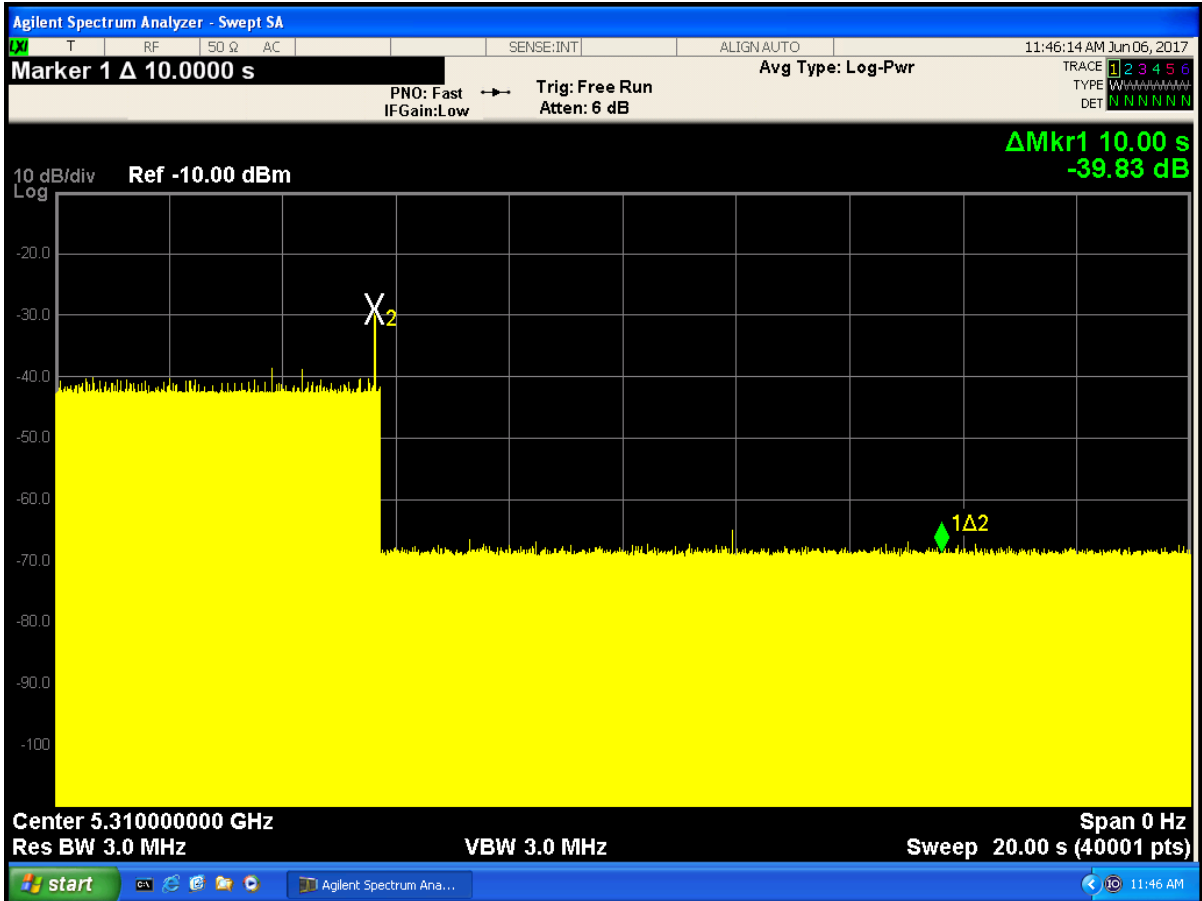 Agilent Spectrum Analyzer - Swept SA
LXI T RF 50 Ω AC SENSE:INT ALIGN AUTO 11:46:14 AM Jun 06, 2017
Marker 1 Δ 10.0000 s
PNO: Fast
IFGain:Low
Trig: Free Run
Atten: 6 dB
Avg Type: Log-Pwr
TRACE 1 2 3 4 5 6
TYPE WWWWWW
DET N N N N N N
ΔMkr1 10.00 s
-39.83 dB
10 dB/div Ref -10.00 dBm
Log
-20.0
-30.0
-40.0
-50.0
-60.0
-70.0
-80.0
-90.0
-100
X2
1Δ2
Center 5.310000000 GHz Span 0 Hz
Res BW 3.0 MHz VBW 3.0 MHz Sweep 20.00 s (40001 pts)
start Agilent Spectrum Ana... 11:46 AM